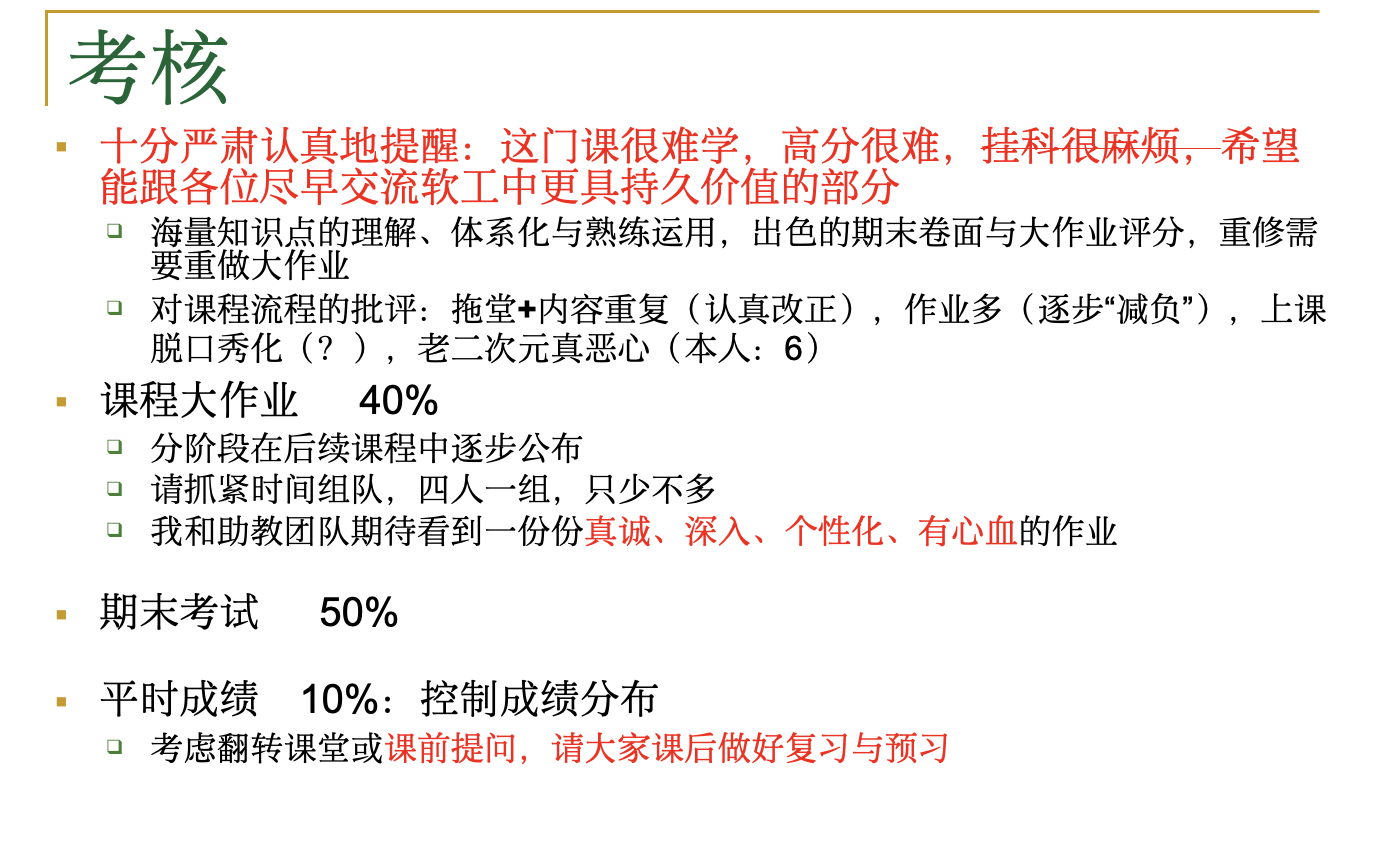 考核
十分严肃认真地提醒：这门课很难学，高分很难，挂科很麻烦，希望
能跟各位尽早交流软工中更具持久价值的部分
海量知识点的理解、体系化与熟练运用，出色的期末卷面与大作业评分，重修需
要重做大作业
对课程流程的批评：拖堂+内容重复（认真改正），作业多（逐步“减负”），上课
脱口秀化（？），老二次元真恶心（本人：6）
课程大作业 40%
分阶段在后续课程中逐步公布
请抓紧时间组队，四人一组，只少不多
我和助教团队期待看到一份份真诚、深入、个性化、有心血的作业
期末考试 50%
平时成绩 10%：控制成绩分布
考虑翻转课堂或课前提问，请大家课后做好复习与预习